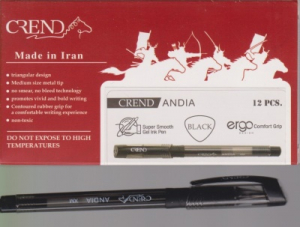 CREND
Made in Iran
• triangular design
• Medium size metal tip
• no smear, no bleed technology
• promotes vivid and bold writing
• Contoured rubber grip for
a comfortable writing experience
• non-toxic
DO NOT EXPOSE TO HIGH
TEMPERATURES
CREND ANDIA
12 PCS.
Super Smooth
Gel Ink Pen
BLACK
ergo Comfort Grip
ANDIA